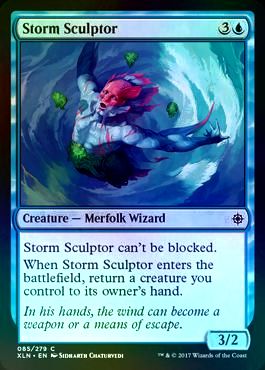 Storm Sculptor 3
Creature — Merfolk Wizard
Storm Sculptor can't be blocked.
When Storm Sculptor enters the
battlefield, return a creature you
control to its owner's hand.
In his hands, the wind can become a
weapon or a means of escape.
3/2
085/279 C
XLN • EN Sidharth Chaturvedi
™ & © 2017 Wizards of the Coast